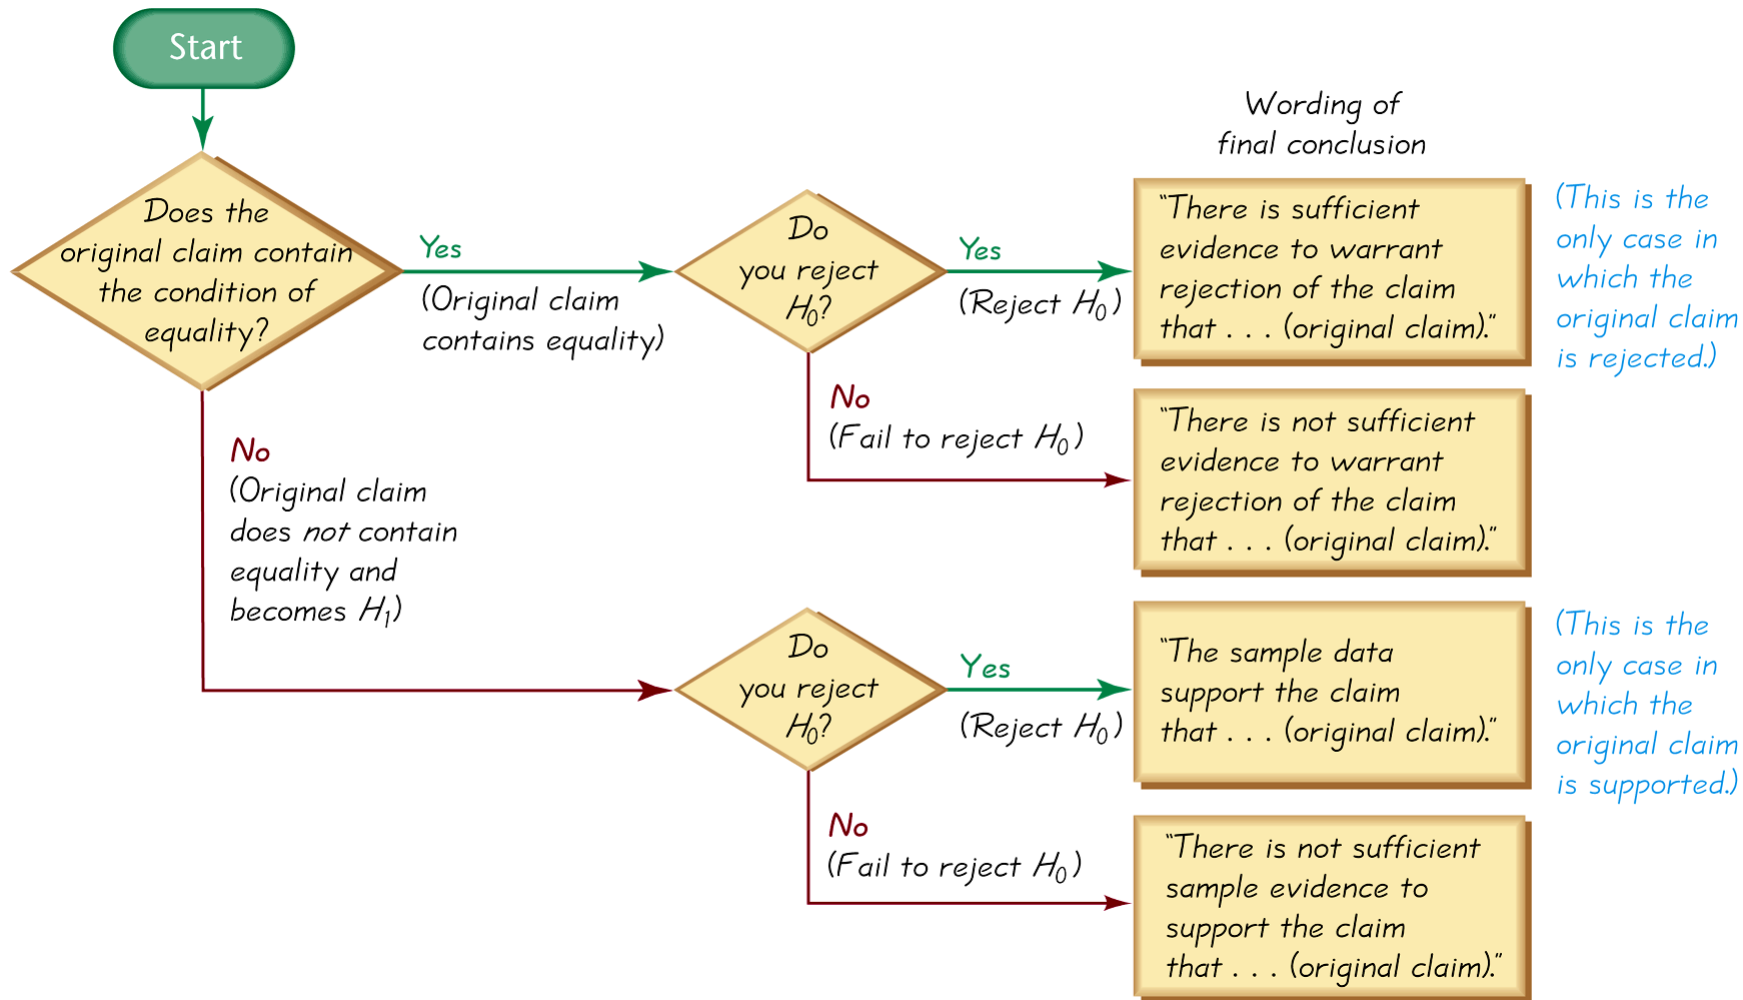 Start
Does the
original claim contain
the condition of
equality?
Yes
(Original claim
contains equality)
Do
you reject
H₀?
Yes
(Reject H₀)
Wording of
final conclusion
“There is sufficient
evidence to warrant
rejection of the claim
that . . . (original claim).”
(This is the
only case in
which the
original claim
is rejected.)
No
(Fail to reject H₀)
“There is not sufficient
evidence to warrant
rejection of the claim
that . . . (original claim).”
No
(Original claim
does not contain
equality and
becomes H₁)
Do
you reject
H₀?
Yes
(Reject H₀)
“The sample data
support the claim
that . . . (original claim).”
(This is the
only case in
which the
original claim
is supported.)
No
(Fail to reject H₀)
“There is not sufficient
sample evidence to
support the claim
that . . . (original claim).”